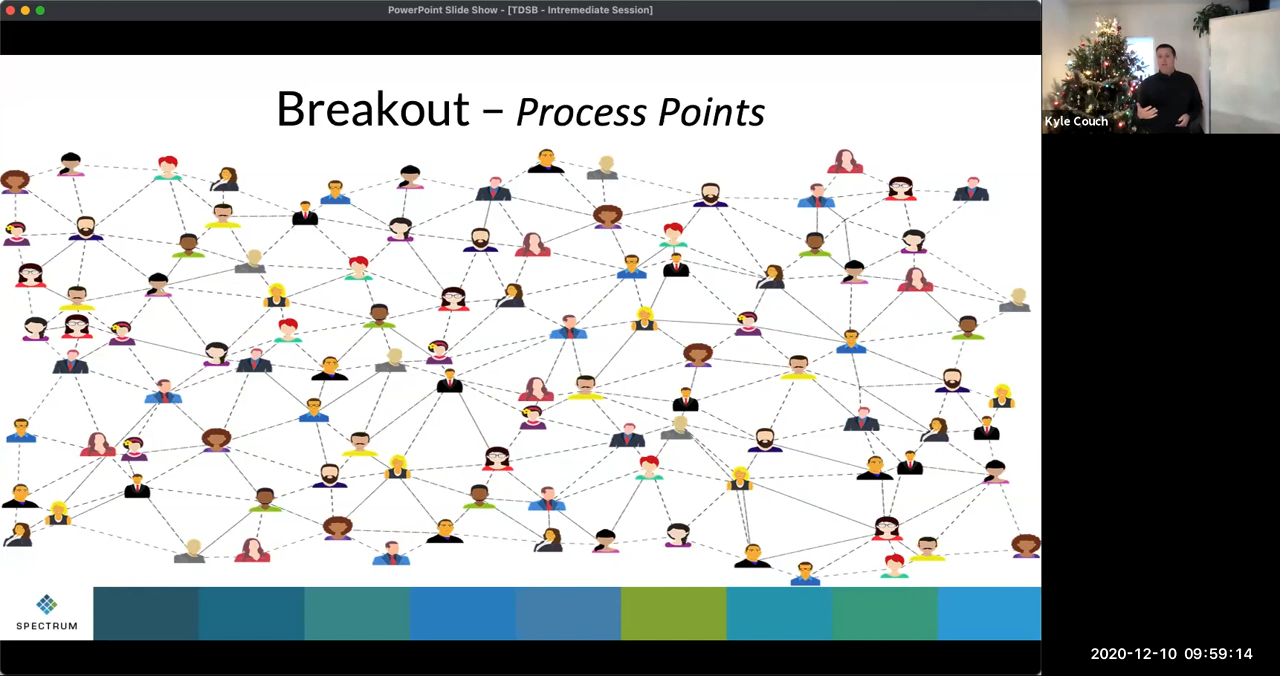 PowerPoint Slide Show - [TDSB - Intremediate Session]
Breakout – Process Points
Kyle Couch
SPECTRUM
2020-12-10 09:59:14